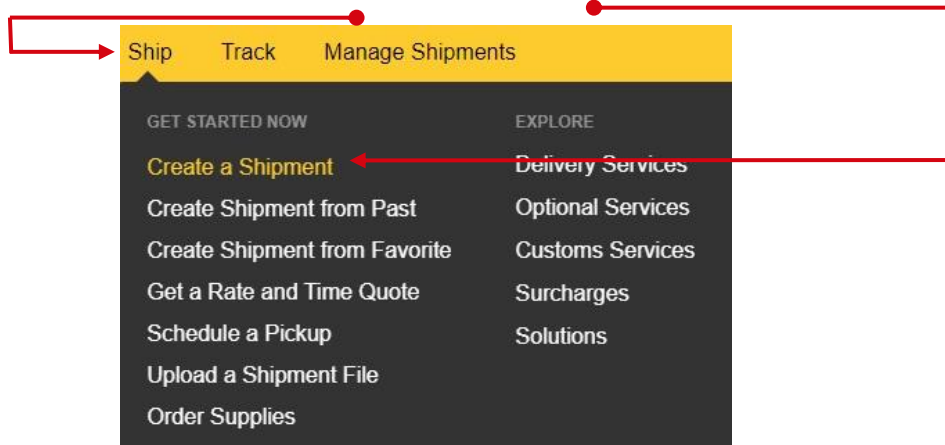 Ship Track Manage Shipments
GET STARTED NOW
Create a Shipment
Create Shipment from Past
Create Shipment from Favorite
Get a Rate and Time Quote
Schedule a Pickup
Upload a Shipment File
Order Supplies
EXPLORE
Delivery Services
Optional Services
Customs Services
Surcharges
Solutions